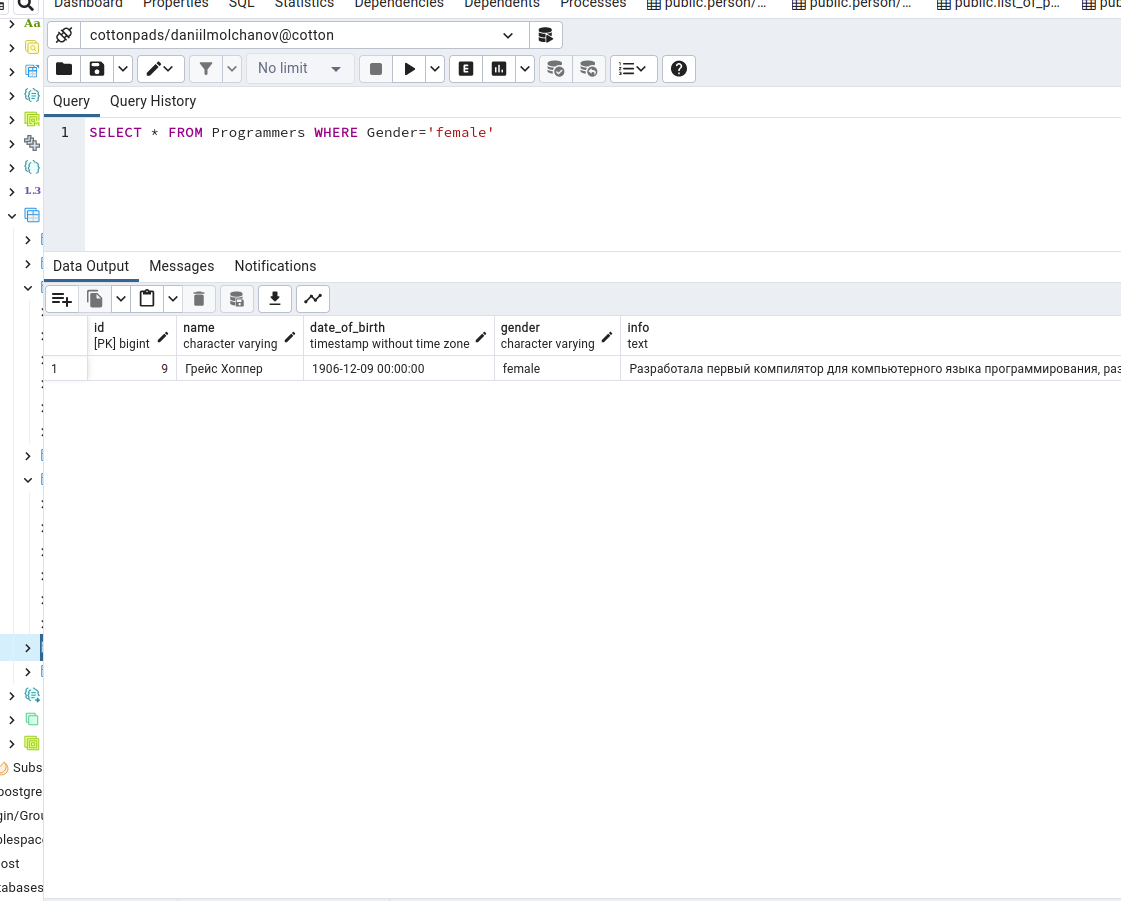 Dashboard Properties SQL Statistics Dependencies Dependents Processes public.person/... public.person/... public.list_of_p... pub
cottonpads/daniilmolchanov@cotton
No limit
E
Query Query History
1 SELECT * FROM Programmers WHERE Gender='female'
Data Output Messages Notifications
id name date_of_birth gender info
[PK] bigint character varying timestamp without time zone character varying text
1 9 Грейс Хоппер 1906-12-09 00:00:00 female Разработала первый компилятор для компьютерного языка программирования, раз
Aa
1.3
Subs
postgre
gin/Grou
blespac
ost
tabases